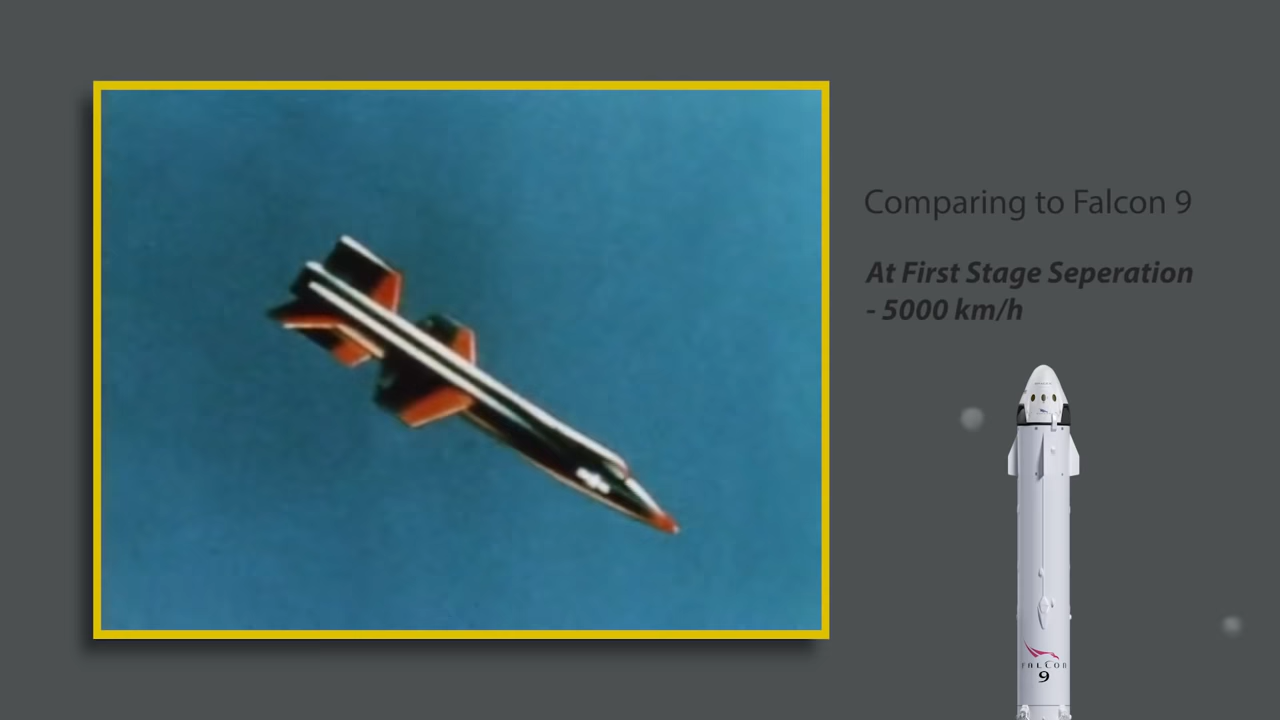 Comparing to Falcon 9
At First Stage Seperation
- 5000 km/h
FALCON
9